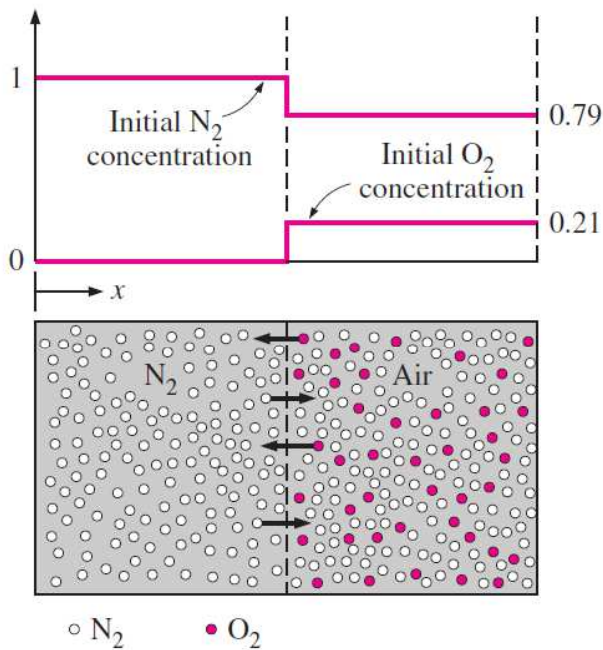 1
Initial N₂
concentration
0.79
Initial O₂
concentration
0.21
0
x
N₂
Air
N₂
O₂